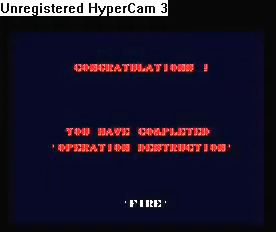 Unregistered HyperCam 3
CONGRATULATIONS !
YOU HAVE COMPLETED
'OPERATION DESTRUCTION'
'FIRE'